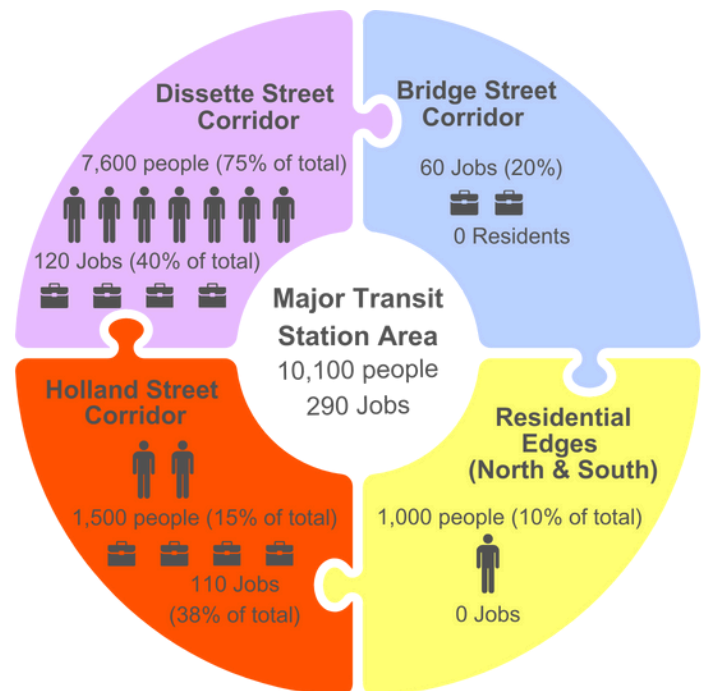 Dissette Street
Corridor
7,600 people (75% of total)
120 Jobs (40% of total)
Bridge Street
Corridor
60 Jobs (20%)
0 Residents
Major Transit
Station Area
10,100 people
290 Jobs
Holland Street
Corridor
1,500 people (15% of total)
110 Jobs
(38% of total)
Residential
Edges
(North & South)
1,000 people (10% of total)
0 Jobs